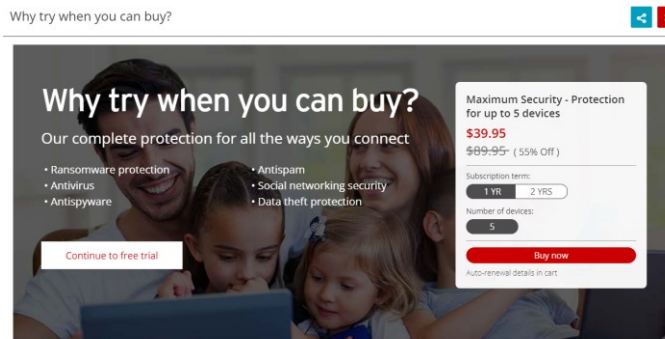 Why try when you can buy?
Why try when you can buy?
Our complete protection for all the ways you connect
• Ransomware protection
• Antivirus
• Antispyware
• Antispam
• Social networking security
• Data theft protection
Continue to free trial
Maximum Security - Protection
for up to 5 devices
$39.95
$89.95 ( 55% Off )
Subscription term:
1 YR 2 YRS
Number of devices:
5
Buy now
Auto-renewal details in cart